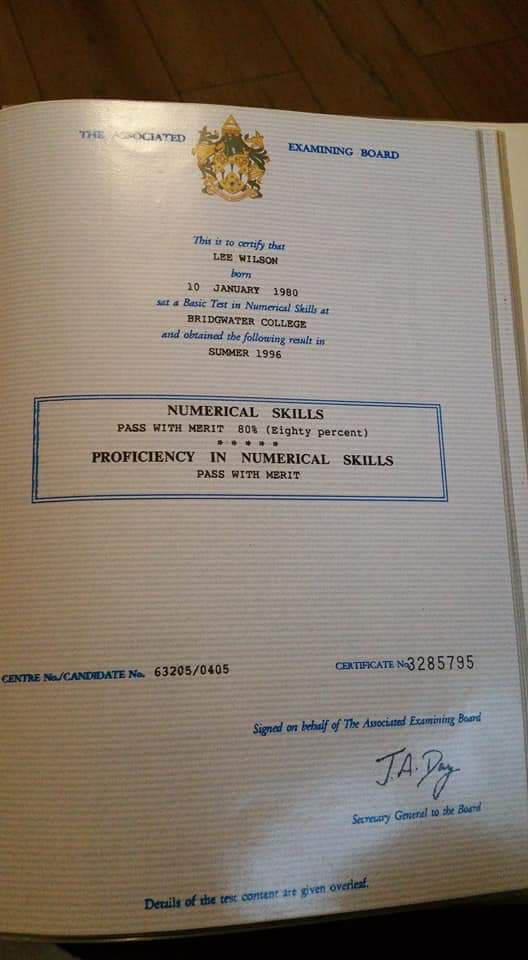 THE ASSOCIATED EXAMINING BOARD
This is to certify that
LEE WILSON
born
10 JANUARY 1980
sat a Basic Test in Numerical Skills at
BRIDGWATER COLLEGE
and obtained the following result in
SUMMER 1996
NUMERICAL SKILLS
PASS WITH MERIT 80% (Eighty percent)
* * * * *
PROFICIENCY IN NUMERICAL SKILLS
PASS WITH MERIT
CENTRE No./CANDIDATE No. 63205/0405 CERTIFICATE No 3285795
Signed on behalf of The Associated Examining Board
J.A. Day
Secretary General to the Board
Details of the test content are given overleaf.